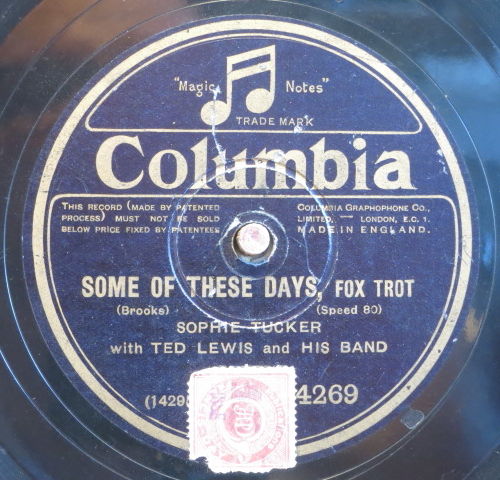 "Magic Notes"
TRADE MARK
Columbia
THIS RECORD (MADE BY PATENTED
PROCESS) MUST NOT BE SOLD
BELOW PRICE FIXED BY PATENTEES
COLUMBIA GRAPHOPHONE CO.,
LIMITED, — LONDON, E.C. 1.
MADE IN ENGLAND.
SOME OF THESE DAYS, FOX TROT
(Brooks) (Speed 80)
SOPHIE TUCKER
with TED LEWIS and HIS BAND
(1429 4269